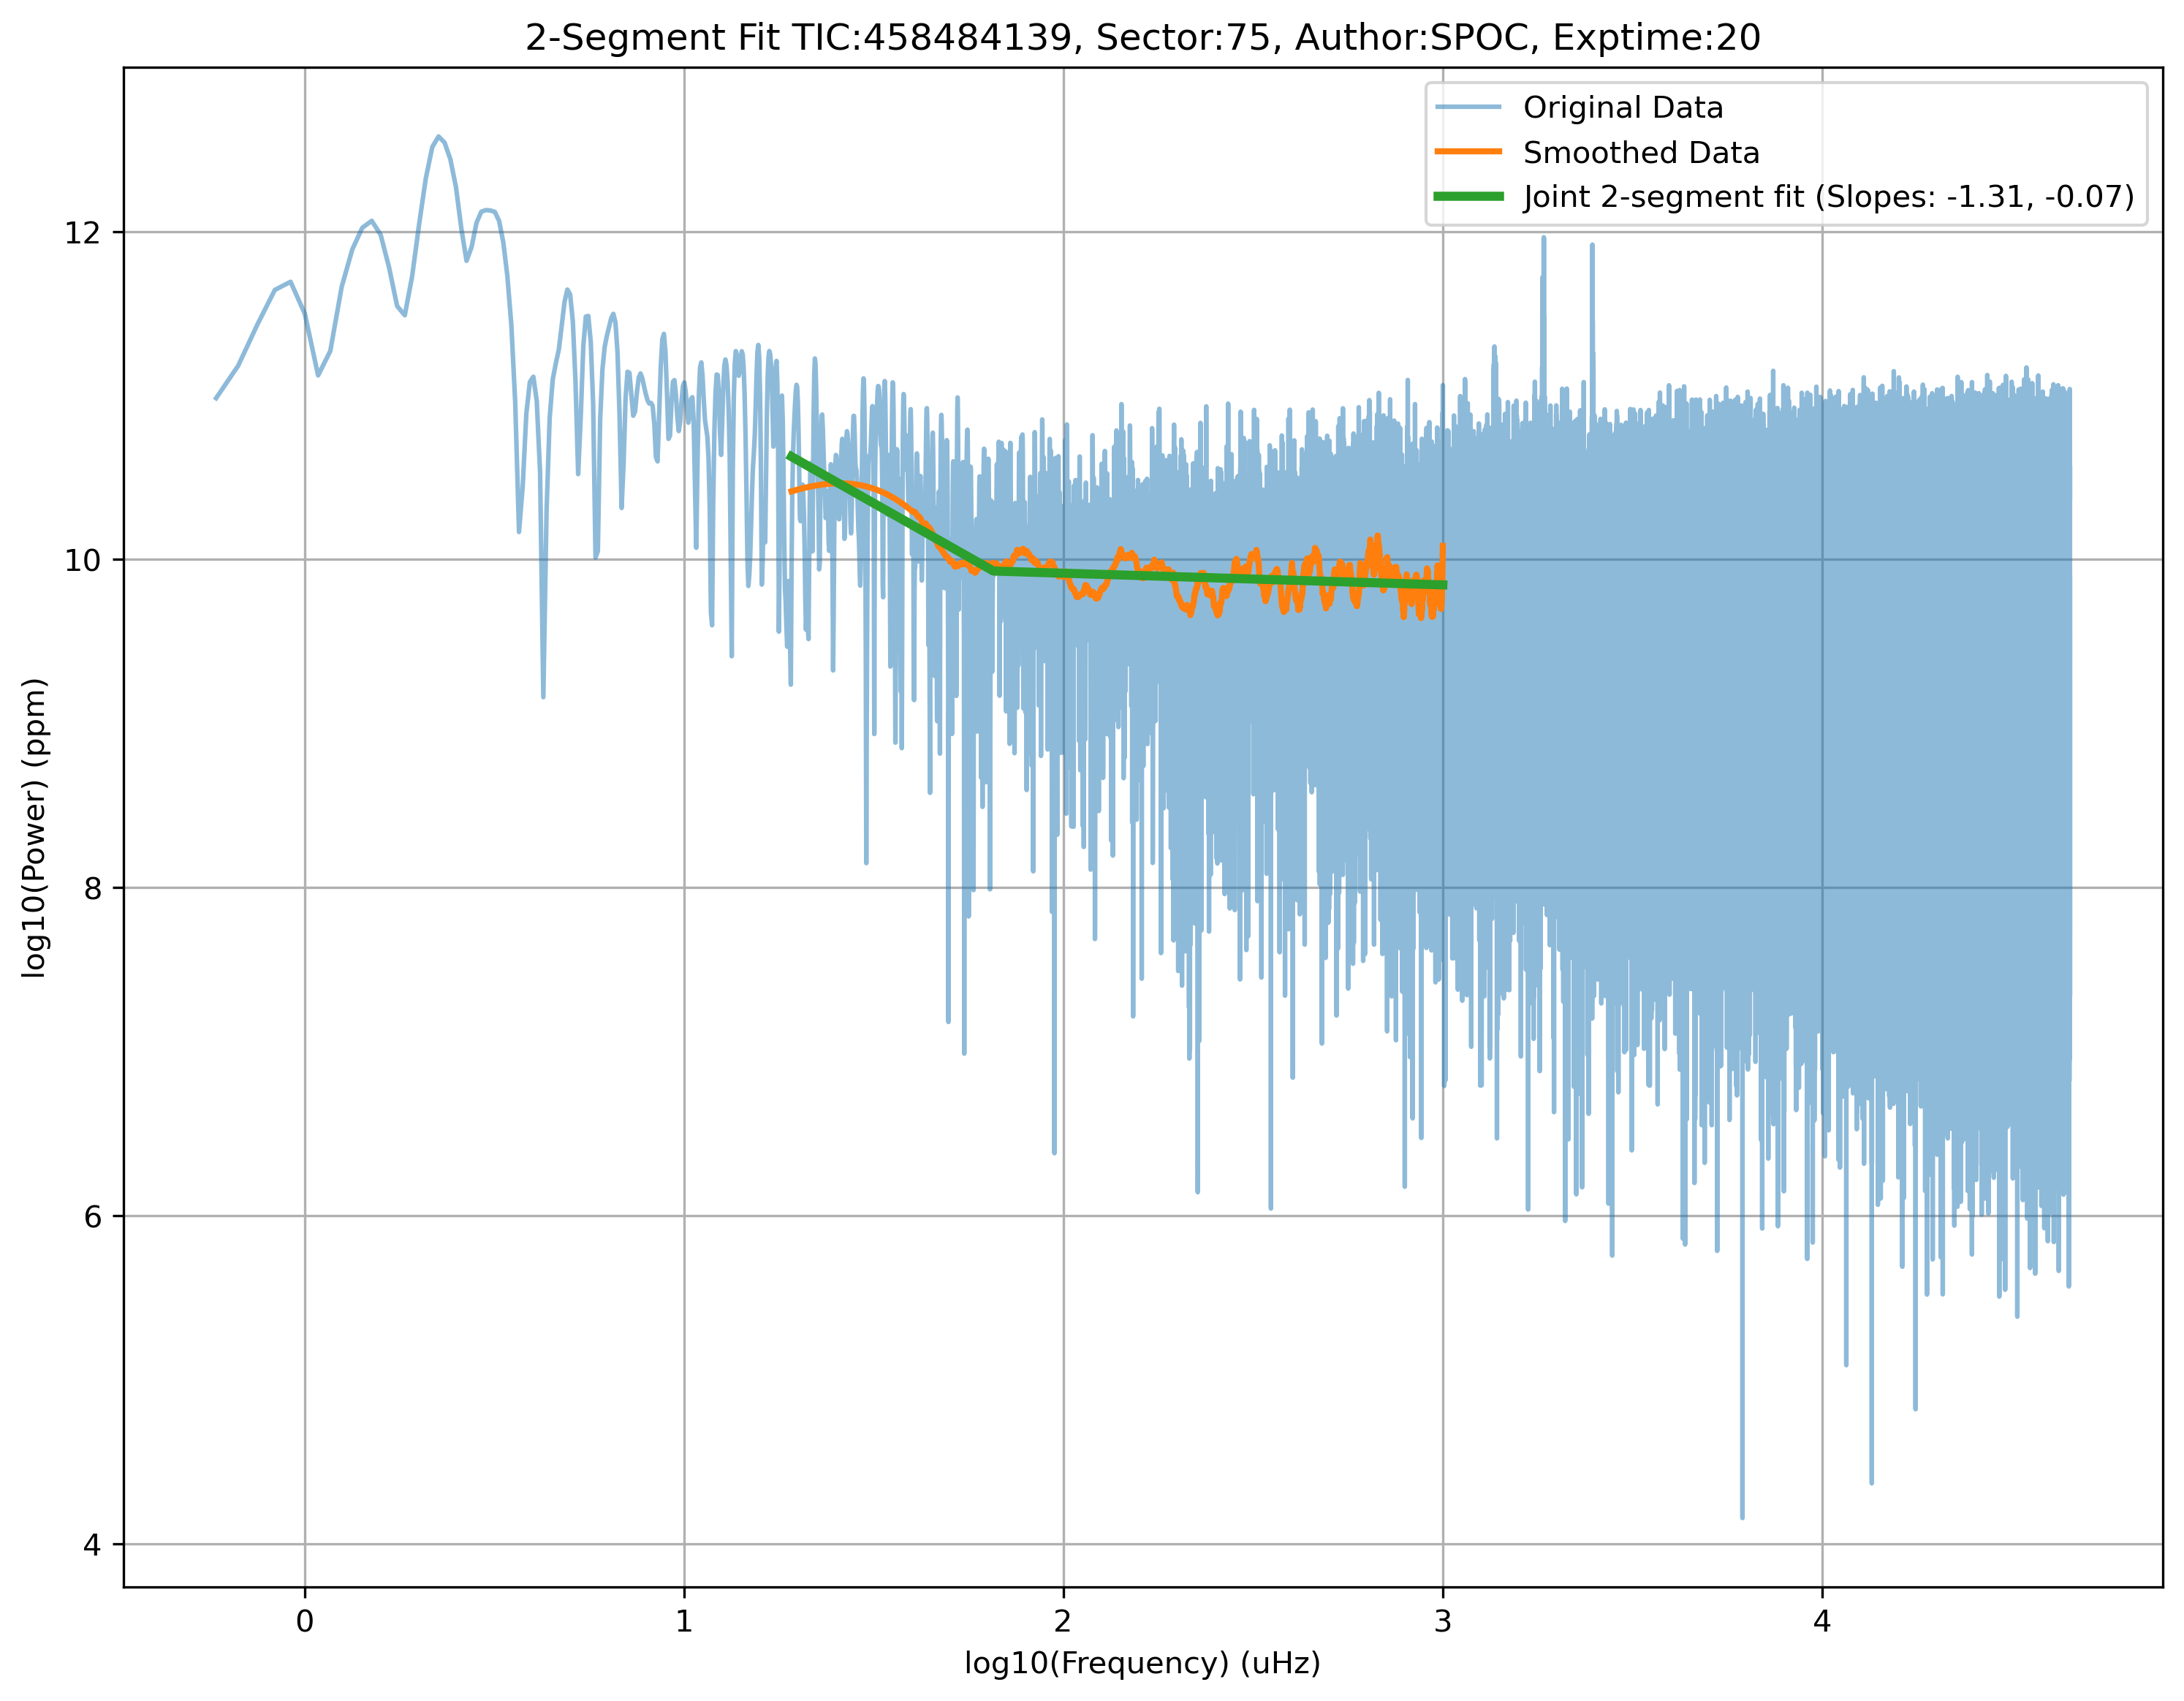 2-Segment Fit TIC:458484139, Sector:75, Author:SPOC, Exptime:20
Original Data
Smoothed Data
Joint 2-segment fit (Slopes: -1.31, -0.07)
log10(Power) (ppm)
12
10
8
6
4
0 1 2 3 4
log10(Frequency) (uHz)